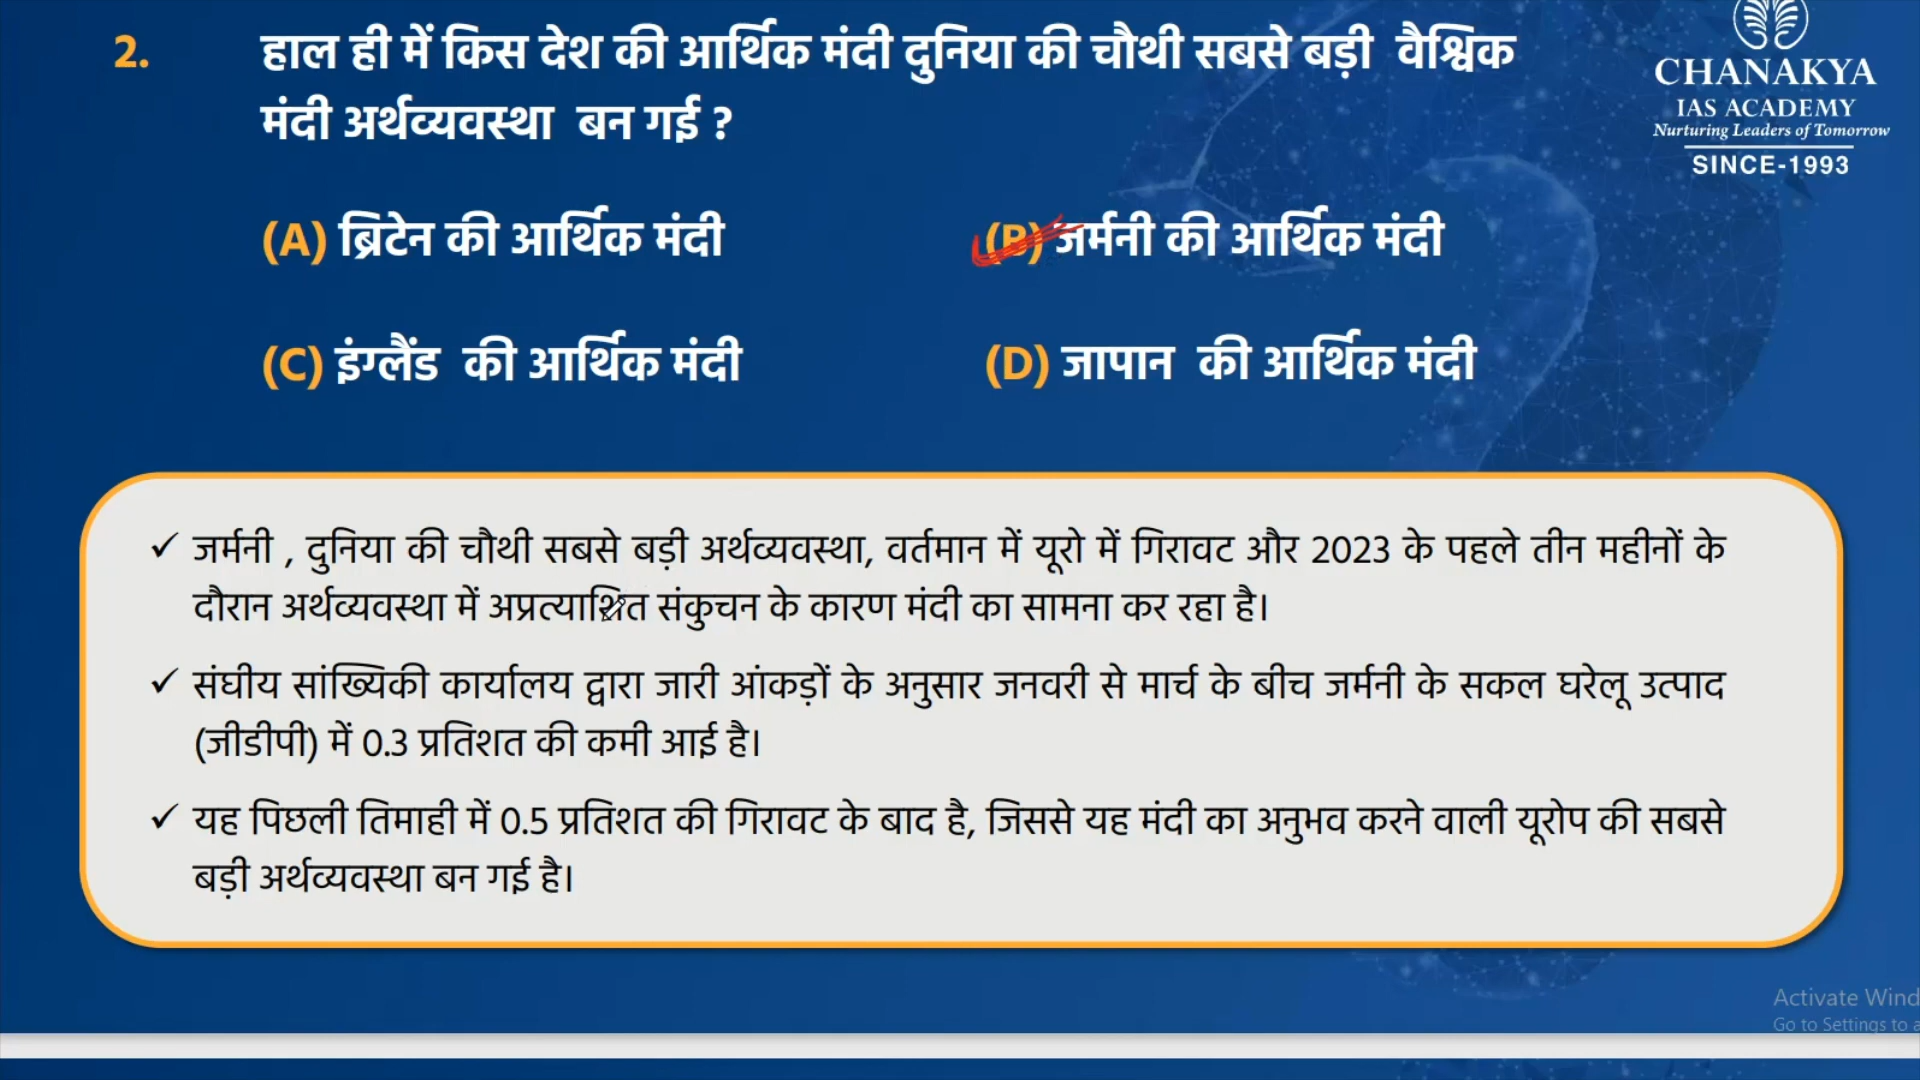 2. हाल ही में किस देश की आर्थिक मंदी दुनिया की चौथी सबसे बड़ी वैश्विक
मंदी अर्थव्यवस्था बन गई ?
CHANAKYA
IAS ACADEMY
Nurturing Leaders of Tomorrow
SINCE-1993
(A) ब्रिटेन की आर्थिक मंदी
(B) जर्मनी की आर्थिक मंदी
(C) इंग्लैंड की आर्थिक मंदी
(D) जापान की आर्थिक मंदी
✓ जर्मनी , दुनिया की चौथी सबसे बड़ी अर्थव्यवस्था, वर्तमान में यूरो में गिरावट और 2023 के पहले तीन महीनों के
दौरान अर्थव्यवस्था में अप्रत्याशित संकुचन के कारण मंदी का सामना कर रहा है।
✓ संघीय सांख्यिकी कार्यालय द्वारा जारी आंकड़ों के अनुसार जनवरी से मार्च के बीच जर्मनी के सकल घरेलू उत्पाद
(जीडीपी) में 0.3 प्रतिशत की कमी आई है।
✓ यह पिछली तिमाही में 0.5 प्रतिशत की गिरावट के बाद है, जिससे यह मंदी का अनुभव करने वाली यूरोप की सबसे
बड़ी अर्थव्यवस्था बन गई है।
Activate Wind
Go to Settings to a